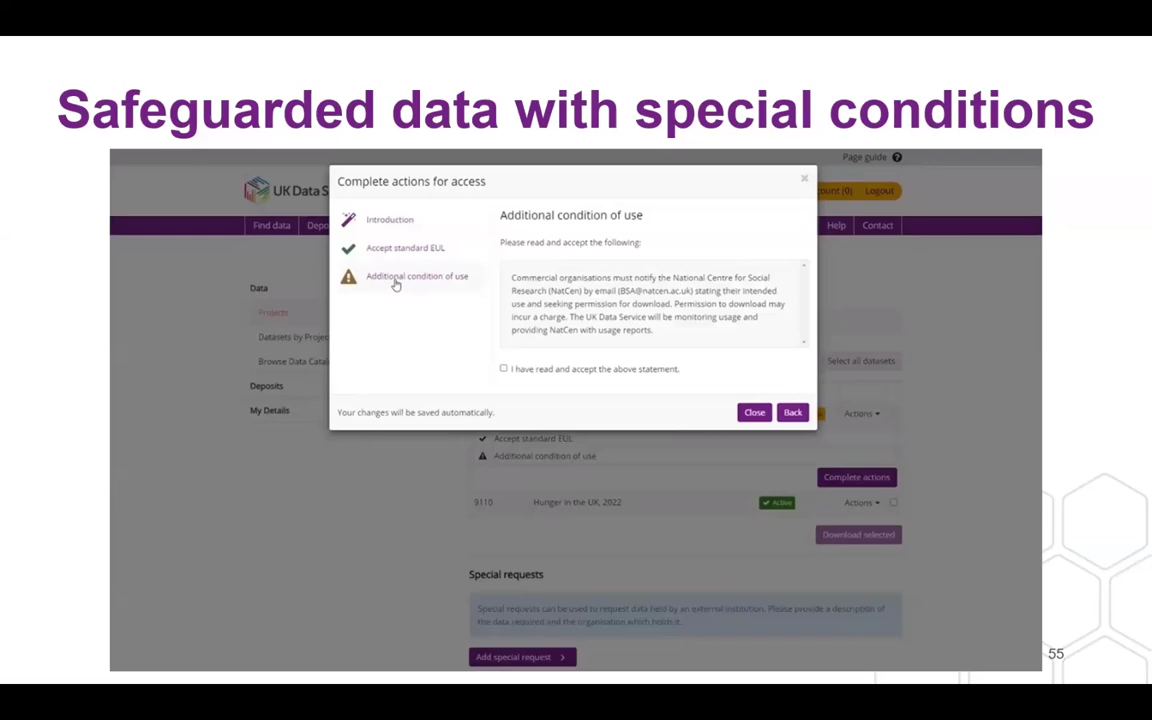 Safeguarded data with special conditions
Page guide
Complete actions for access
UK Data S
ount (0) Logout
Find data
Depo
Help
Contact
Introduction
Accept standard EUL
Additional condition of use
Additional condition of use
Please read and accept the following:
Commercial organisations must notify the National Centre for Social
Research (NatCen) by email (BSA@natcen.ac.uk) stating their intended
use and seeking permission for download. Permission to download may
incur a charge. The UK Data Service will be monitoring usage and
providing NatCen with usage reports.
I have read and accept the above statement.
Your changes will be saved automatically.
Close
Back
Data
Projects
Datasets by Projec
Browse Data Catal
Deposits
My Details
Select all datasets
Actions
Accept standard EUL
Additional condition of use
Complete actions
9110 Hunger in the UK, 2022 Active Actions
Download selected
Special requests
Special requests can be used to request data held by an external institution. Please provide a description of
the data required and the organisation which holds it.
Add special request
55